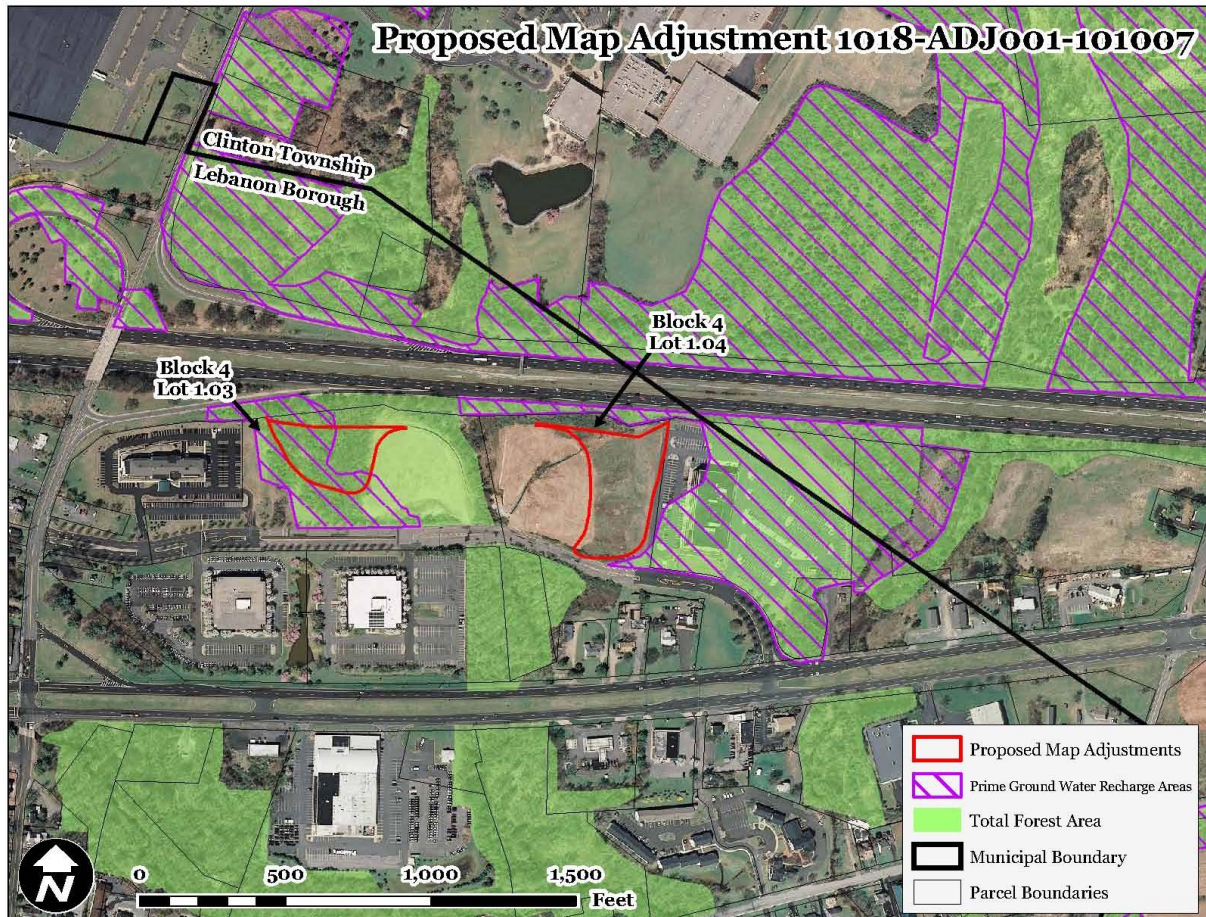 Proposed Map Adjustment 1018-ADJ001-101007
Clinton Township
Lebanon Borough
Block 4
Lot 1.04
Block 4
Lot 1.03
Proposed Map Adjustments
Prime Ground Water Recharge Areas
Total Forest Area
Municipal Boundary
Parcel Boundaries
N
0 500 1,000 1,500
Feet